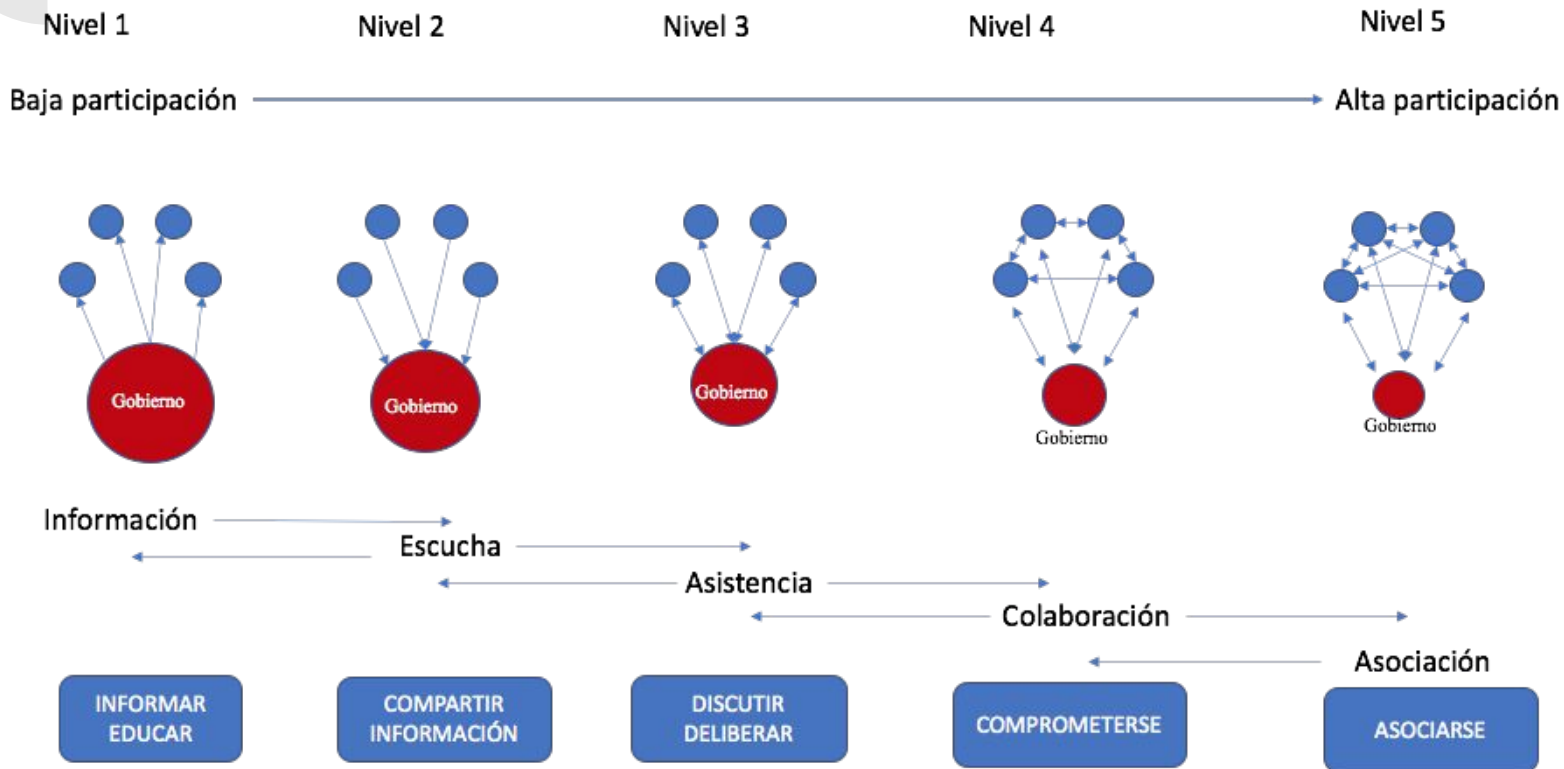 Nivel 1
Nivel 2
Nivel 3
Nivel 4
Nivel 5
Baja participación
Alta participación
Gobierno
Gobierno
Gobierno
Gobierno
Gobierno
Información
Escucha
Asistencia
Colaboración
Asociación
INFORMAR
EDUCAR
COMPARTIR
INFORMACIÓN
DISCUTIR
DELIBERAR
COMPROMETERSE
ASOCIARSE